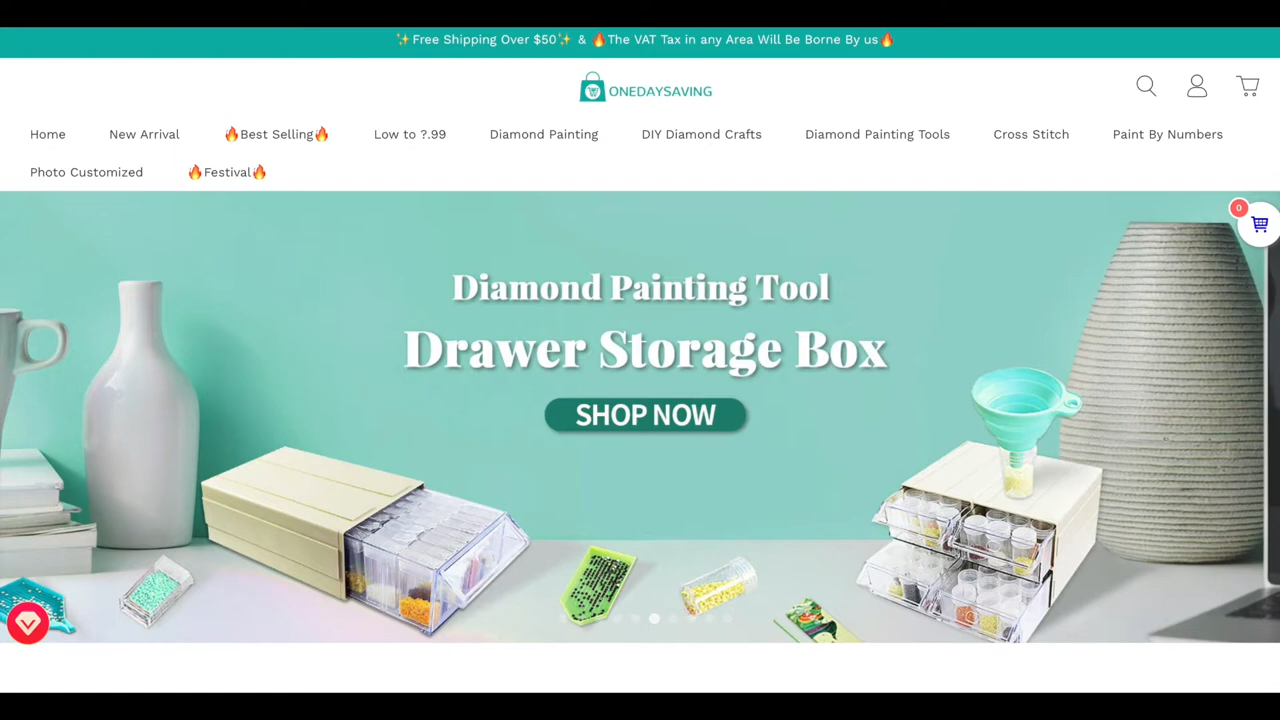 ✨Free Shipping Over $50✨ & 🔥The VAT Tax in any Area Will Be Borne By us🔥
ONEDAYSAVING
Home New Arrival 🔥Best Selling🔥 Low to ?.99 Diamond Painting DIY Diamond Crafts Diamond Painting Tools Cross Stitch Paint By Numbers
Photo Customized 🔥Festival🔥
0
Diamond Painting Tool
Drawer Storage Box
SHOP NOW